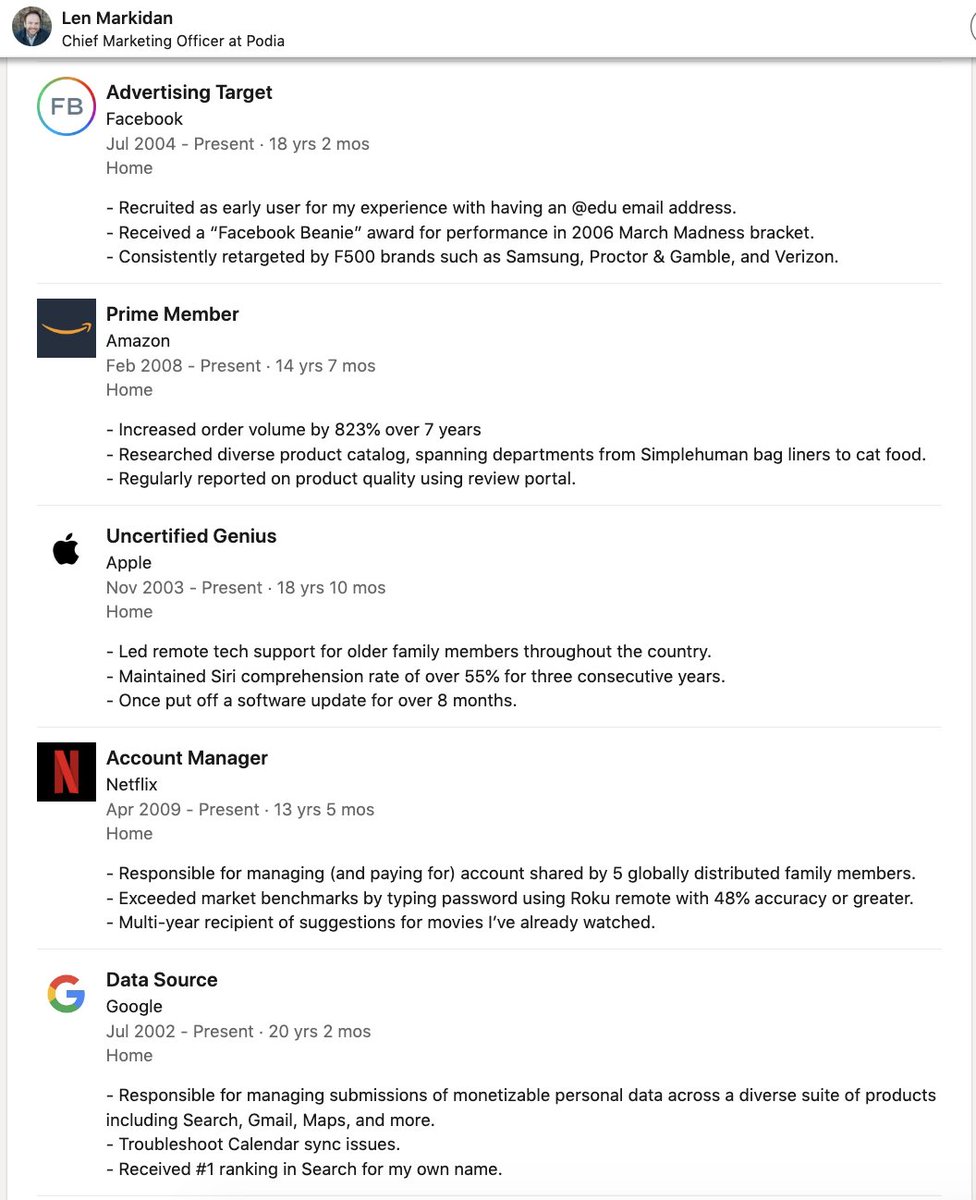 Len Markidan
Chief Marketing Officer at Podia
FB
Advertising Target
Facebook
Jul 2004 - Present · 18 yrs 2 mos
Home
- Recruited as early user for my experience with having an @edu email address.
- Received a “Facebook Beanie” award for performance in 2006 March Madness bracket.
- Consistently retargeted by F500 brands such as Samsung, Proctor & Gamble, and Verizon.
Prime Member
Amazon
Feb 2008 - Present · 14 yrs 7 mos
Home
- Increased order volume by 823% over 7 years
- Researched diverse product catalog, spanning departments from Simplehuman bag liners to cat food.
- Regularly reported on product quality using review portal.
Uncertified Genius
Apple
Nov 2003 - Present · 18 yrs 10 mos
Home
- Led remote tech support for older family members throughout the country.
- Maintained Siri comprehension rate of over 55% for three consecutive years.
- Once put off a software update for over 8 months.
N
Account Manager
Netflix
Apr 2009 - Present · 13 yrs 5 mos
Home
- Responsible for managing (and paying for) account shared by 5 globally distributed family members.
- Exceeded market benchmarks by typing password using Roku remote with 48% accuracy or greater.
- Multi-year recipient of suggestions for movies I’ve already watched.
G
Data Source
Google
Jul 2002 - Present · 20 yrs 2 mos
Home
- Responsible for managing submissions of monetizable personal data across a diverse suite of products
including Search, Gmail, Maps, and more.
- Troubleshoot Calendar sync issues.
- Received #1 ranking in Search for my own name.